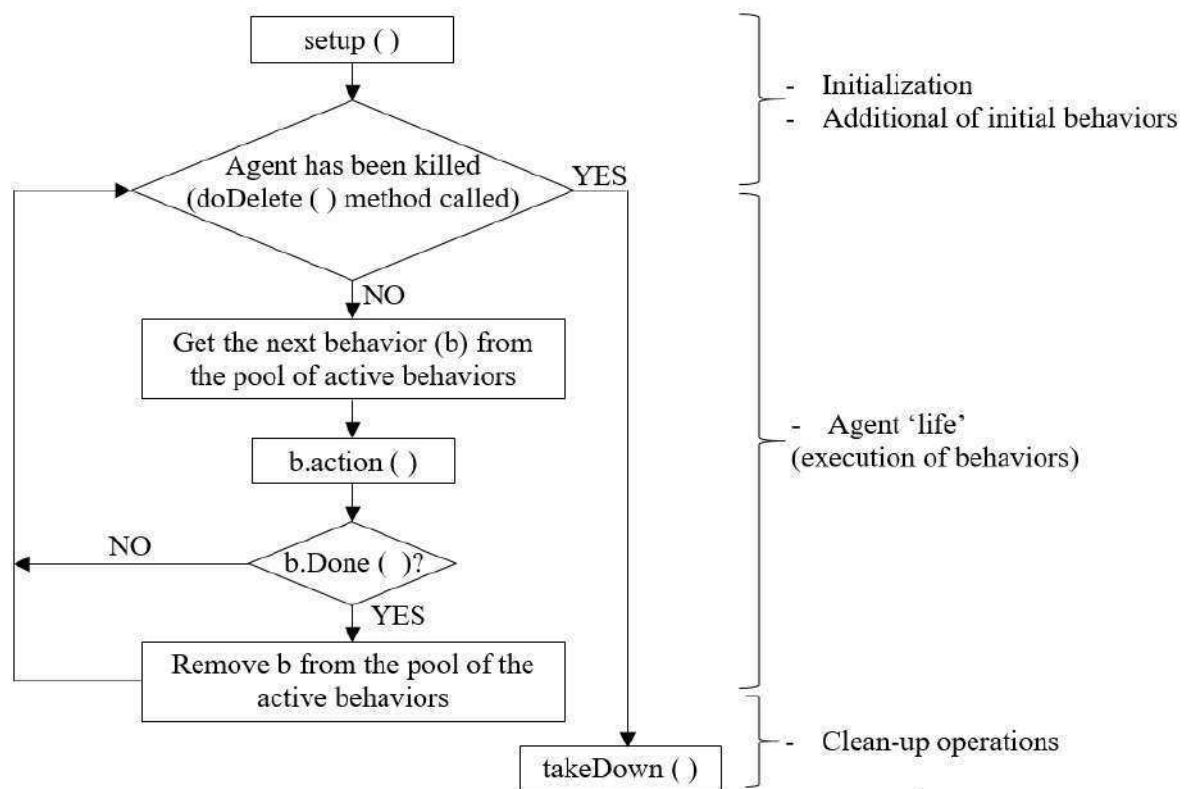 setup ( )
- Initialization
- Additional of initial behaviors
Agent has been killed
(doDelete ( ) method called)
YES
NO
Get the next behavior (b) from
the pool of active behaviors
- Agent ‘life’
(execution of behaviors)
b.action ( )
NO
b.Done ( )?
YES
Remove b from the pool of the
active behaviors
- Clean-up operations
takeDown ( )